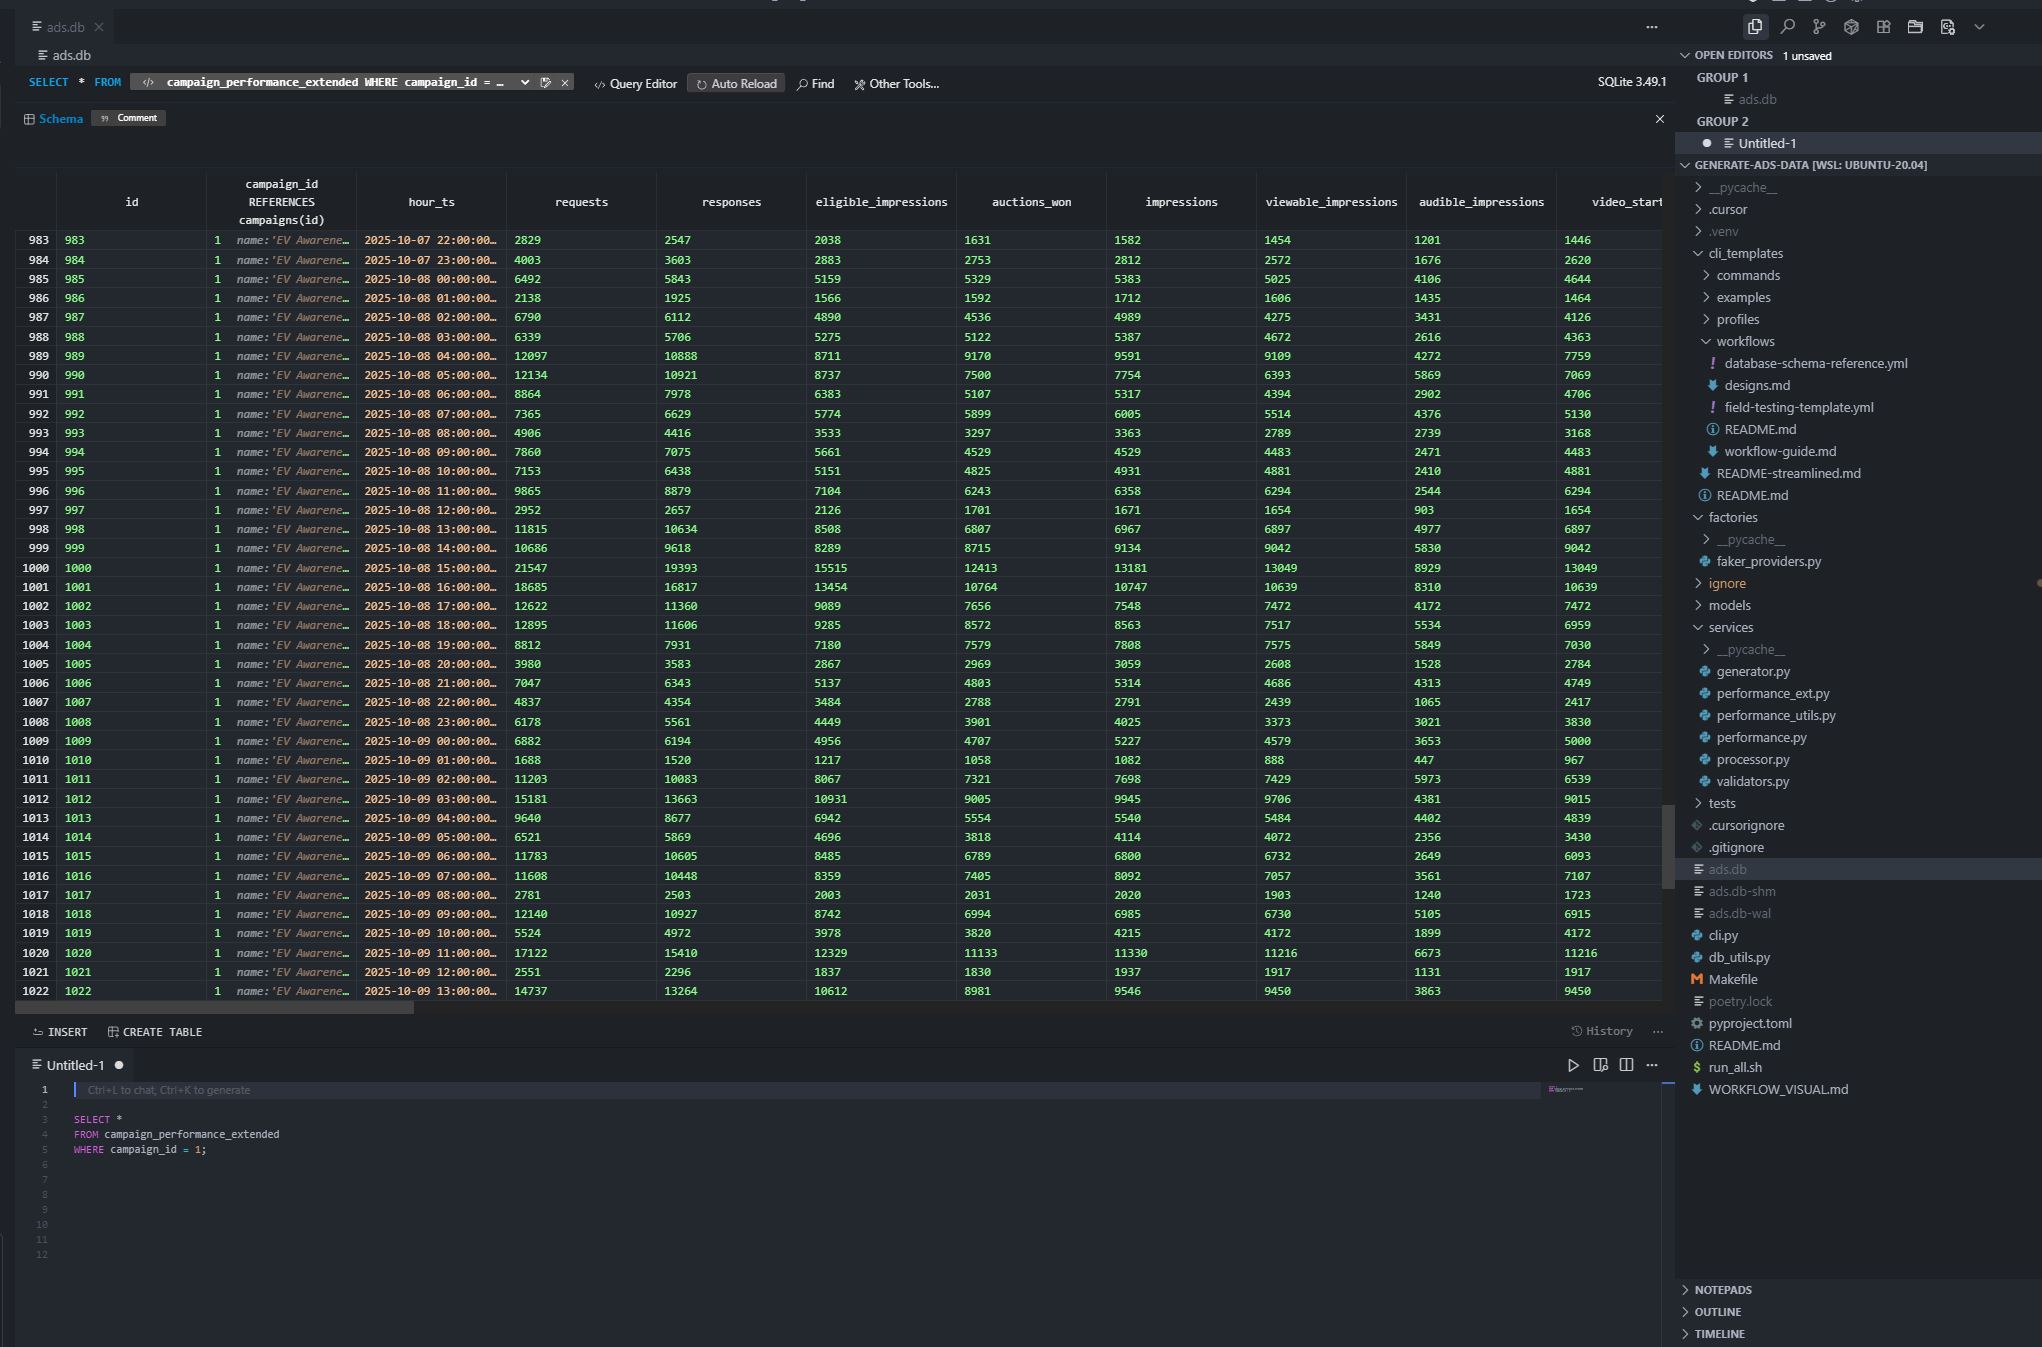 ads.db
ads.db
SELECT * FROM campaign_performance_extended WHERE campaign_id = … Query Editor Auto Reload Find Other Tools... SQLite 3.49.1
Schema Comment
id campaign_id REFERENCES campaigns(id) hour_ts requests responses eligible_impressions auctions_won impressions viewable_impressions audible_impressions video_start
983 983 1 name:'EV Awarene… 2025-10-07 22:00:00… 2829 2547 2038 1631 1582 1454 1201 1446
984 984 1 name:'EV Awarene… 2025-10-07 23:00:00… 4003 3603 2883 2753 2812 2572 1676 2620
985 985 1 name:'EV Awarene… 2025-10-08 00:00:00… 6492 5843 5159 5329 5383 5025 4106 4644
986 986 1 name:'EV Awarene… 2025-10-08 01:00:00… 2138 1925 1566 1592 1712 1606 1435 1464
987 987 1 name:'EV Awarene… 2025-10-08 02:00:00… 6790 6112 4890 4536 4989 4275 3431 4126
988 988 1 name:'EV Awarene… 2025-10-08 03:00:00… 6339 5706 5275 5122 5387 4672 2616 4363
989 989 1 name:'EV Awarene… 2025-10-08 04:00:00… 12097 10888 8711 9170 9591 9109 4272 7759
990 990 1 name:'EV Awarene… 2025-10-08 05:00:00… 12134 10921 8737 7500 7754 6393 5869 7069
991 991 1 name:'EV Awarene… 2025-10-08 06:00:00… 8864 7978 6383 5107 5317 4394 2902 4706
992 992 1 name:'EV Awarene… 2025-10-08 07:00:00… 7365 6629 5774 5899 6005 5514 4376 5130
993 993 1 name:'EV Awarene… 2025-10-08 08:00:00… 4906 4416 3533 3297 3363 2789 2739 3168
994 994 1 name:'EV Awarene… 2025-10-08 09:00:00… 7860 7075 5661 4529 4529 4483 2471 4483
995 995 1 name:'EV Awarene… 2025-10-08 10:00:00… 7153 6438 5151 4825 4931 4881 2410 4881
996 996 1 name:'EV Awarene… 2025-10-08 11:00:00… 9865 8879 7104 6243 6358 6294 2544 6294
997 997 1 name:'EV Awarene… 2025-10-08 12:00:00… 2952 2657 2126 1701 1671 1654 903 1654
998 998 1 name:'EV Awarene… 2025-10-08 13:00:00… 11815 10634 8508 6807 6967 6897 4977 6897
999 999 1 name:'EV Awarene… 2025-10-08 14:00:00… 10686 9618 8289 8715 9134 9042 5830 9042
1000 1000 1 name:'EV Awarene… 2025-10-08 15:00:00… 21547 19393 15515 12413 13181 13049 8929 13049
1001 1001 1 name:'EV Awarene… 2025-10-08 16:00:00… 18685 16817 13454 10764 10747 10639 8310 10639
1002 1002 1 name:'EV Awarene… 2025-10-08 17:00:00… 12622 11360 9089 7656 7548 7472 4172 7472
1003 1003 1 name:'EV Awarene… 2025-10-08 18:00:00… 12895 11606 9285 8572 8563 7517 5534 6959
1004 1004 1 name:'EV Awarene… 2025-10-08 19:00:00… 8812 7931 7180 7579 7808 7575 5849 7030
1005 1005 1 name:'EV Awarene… 2025-10-08 20:00:00… 3980 3583 2867 2969 3059 2608 1528 2784
1006 1006 1 name:'EV Awarene… 2025-10-08 21:00:00… 7047 6343 5137 4803 5314 4686 4313 4749
1007 1007 1 name:'EV Awarene… 2025-10-08 22:00:00… 4837 4354 3484 2788 2791 2439 1065 2417
1008 1008 1 name:'EV Awarene… 2025-10-08 23:00:00… 6178 5561 4449 3901 4025 3373 3021 3830
1009 1009 1 name:'EV Awarene… 2025-10-09 00:00:00… 6882 6194 4956 4707 5227 4579 3653 5000
1010 1010 1 name:'EV Awarene… 2025-10-09 01:00:00… 1688 1520 1217 1058 1082 888 447 967
1011 1011 1 name:'EV Awarene… 2025-10-09 02:00:00… 11203 10083 8067 7321 7698 7429 5973 6539
1012 1012 1 name:'EV Awarene… 2025-10-09 03:00:00… 15181 13663 10931 9005 9945 9706 4381 9015
1013 1013 1 name:'EV Awarene… 2025-10-09 04:00:00… 9640 8677 6942 5554 5540 5484 4402 4839
1014 1014 1 name:'EV Awarene… 2025-10-09 05:00:00… 6521 5869 4696 3818 4114 4072 2356 3430
1015 1015 1 name:'EV Awarene… 2025-10-09 06:00:00… 11783 10605 8485 6789 6800 6732 2649 6093
1016 1016 1 name:'EV Awarene… 2025-10-09 07:00:00… 11608 10448 8359 7405 8092 7057 3561 7107
1017 1017 1 name:'EV Awarene… 2025-10-09 08:00:00… 2781 2503 2003 2031 2020 1903 1240 1723
1018 1018 1 name:'EV Awarene… 2025-10-09 09:00:00… 12140 10927 8742 6994 6985 6730 5105 6915
1019 1019 1 name:'EV Awarene… 2025-10-09 10:00:00… 5524 4972 3978 3820 4215 4172 1899 4172
1020 1020 1 name:'EV Awarene… 2025-10-09 11:00:00… 17122 15410 12329 11133 11330 11216 6673 11216
1021 1021 1 name:'EV Awarene… 2025-10-09 12:00:00… 2551 2296 1837 1830 1937 1917 1131 1917
1022 1022 1 name:'EV Awarene… 2025-10-09 13:00:00… 14737 13264 10612 8981 9546 9450 3863 9450
INSERT CREATE TABLE History
Untitled-1
1 Ctrl+L to chat, Ctrl+K to generate
2
3 SELECT *
4 FROM campaign_performance_extended
5 WHERE campaign_id = 1;
6
7
8
9
10
11
12
OPEN EDITORS 1 unsaved
GROUP 1
ads.db
GROUP 2
Untitled-1
GENERATE-ADS-DATA [WSL: UBUNTU-20.04]
__pycache__
.cursor
.venv
cli_templates
commands
examples
profiles
workflows
database-schema-reference.yml
designs.md
field-testing-template.yml
README.md
workflow-guide.md
README-streamlined.md
README.md
factories
__pycache__
faker_providers.py
ignore
models
services
__pycache__
generator.py
performance_ext.py
performance_utils.py
performance.py
processor.py
validators.py
tests
.cursorignore
.gitignore
ads.db
ads.db-shm
ads.db-wal
cli.py
db_utils.py
Makefile
poetry.lock
pyproject.toml
README.md
run_all.sh
WORKFLOW_VISUAL.md
NOTEPADS
OUTLINE
TIMELINE